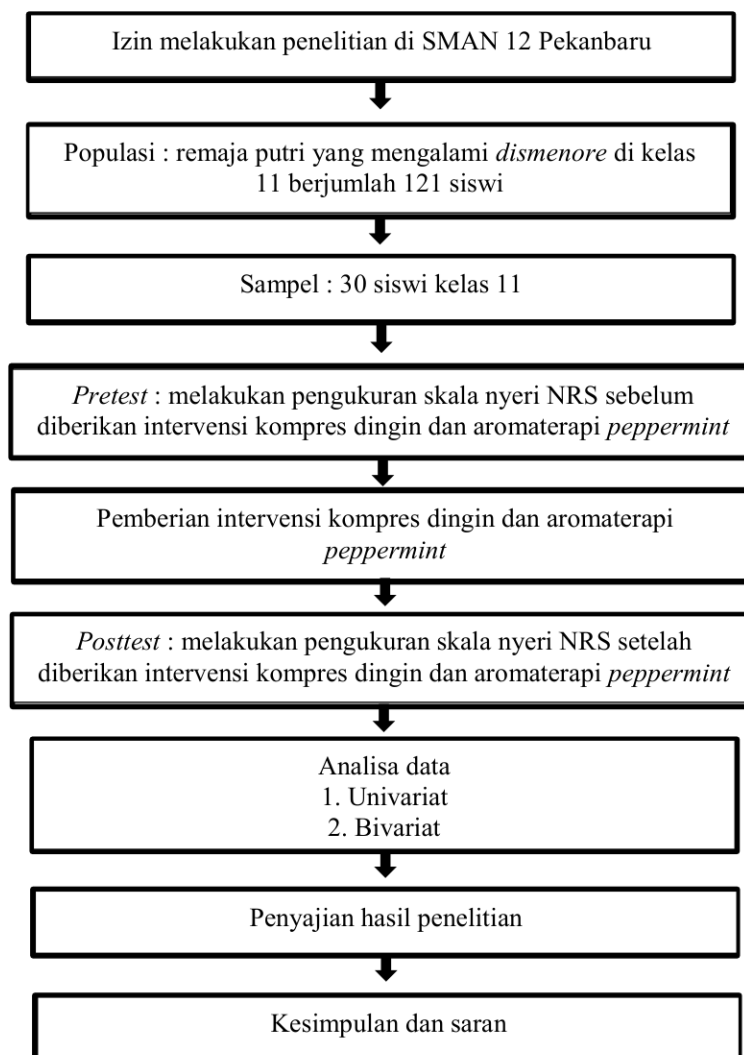 Izin melakukan penelitian di SMAN 12 Pekanbaru
Populasi : remaja putri yang mengalami dismenore di kelas
11 berjumlah 121 siswi
Sampel : 30 siswi kelas 11
Pretest : melakukan pengukuran skala nyeri NRS sebelum
diberikan intervensi kompres dingin dan aromaterapi peppermint
Pemberian intervensi kompres dingin dan aromaterapi
peppermint
Posttest : melakukan pengukuran skala nyeri NRS setelah
diberikan intervensi kompres dingin dan aromaterapi peppermint
Analisa data
1. Univariat
2. Bivariat
Penyajian hasil penelitian
Kesimpulan dan saran